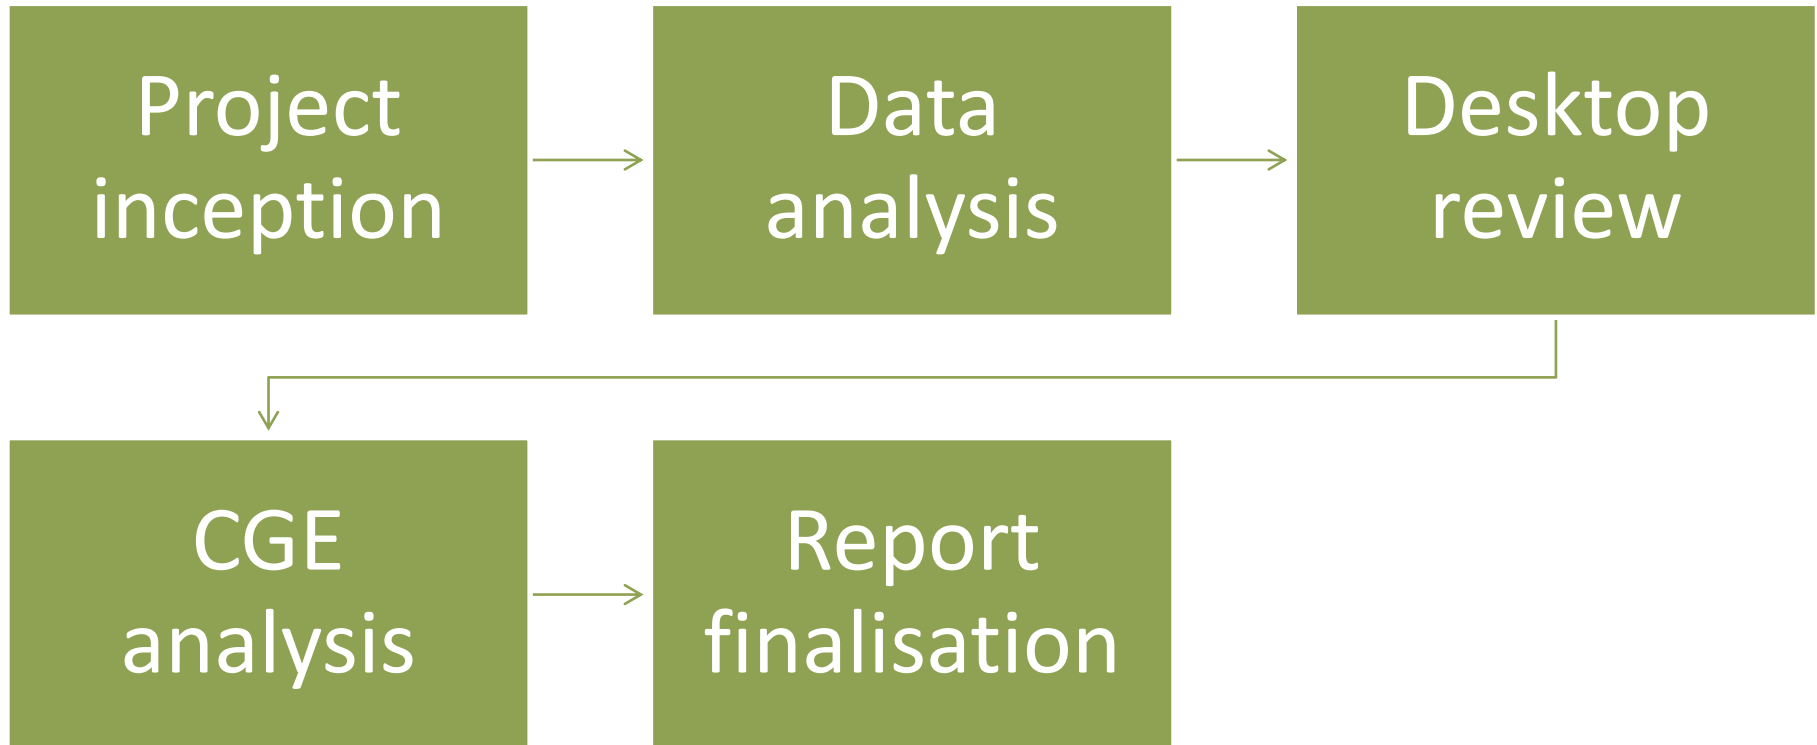 Project
inception
Data
analysis
Desktop
review
CGE
analysis
Report
finalisation